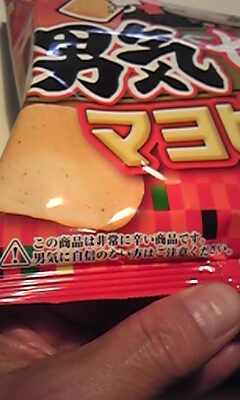 男気
マヨ
この商品は非常に辛い商品です。
男気に自信のない方はご注意ください。